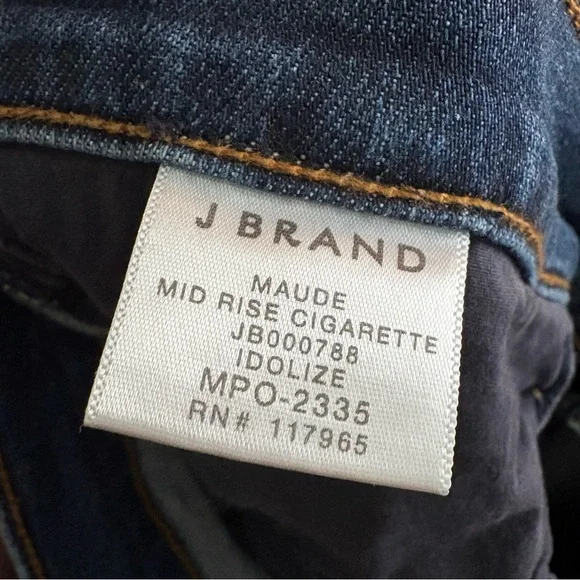 J BRAND
MAUDE
MID RISE CIGARETTE
JB000788
IDOLIZE
MPO-2335
RN# 117965